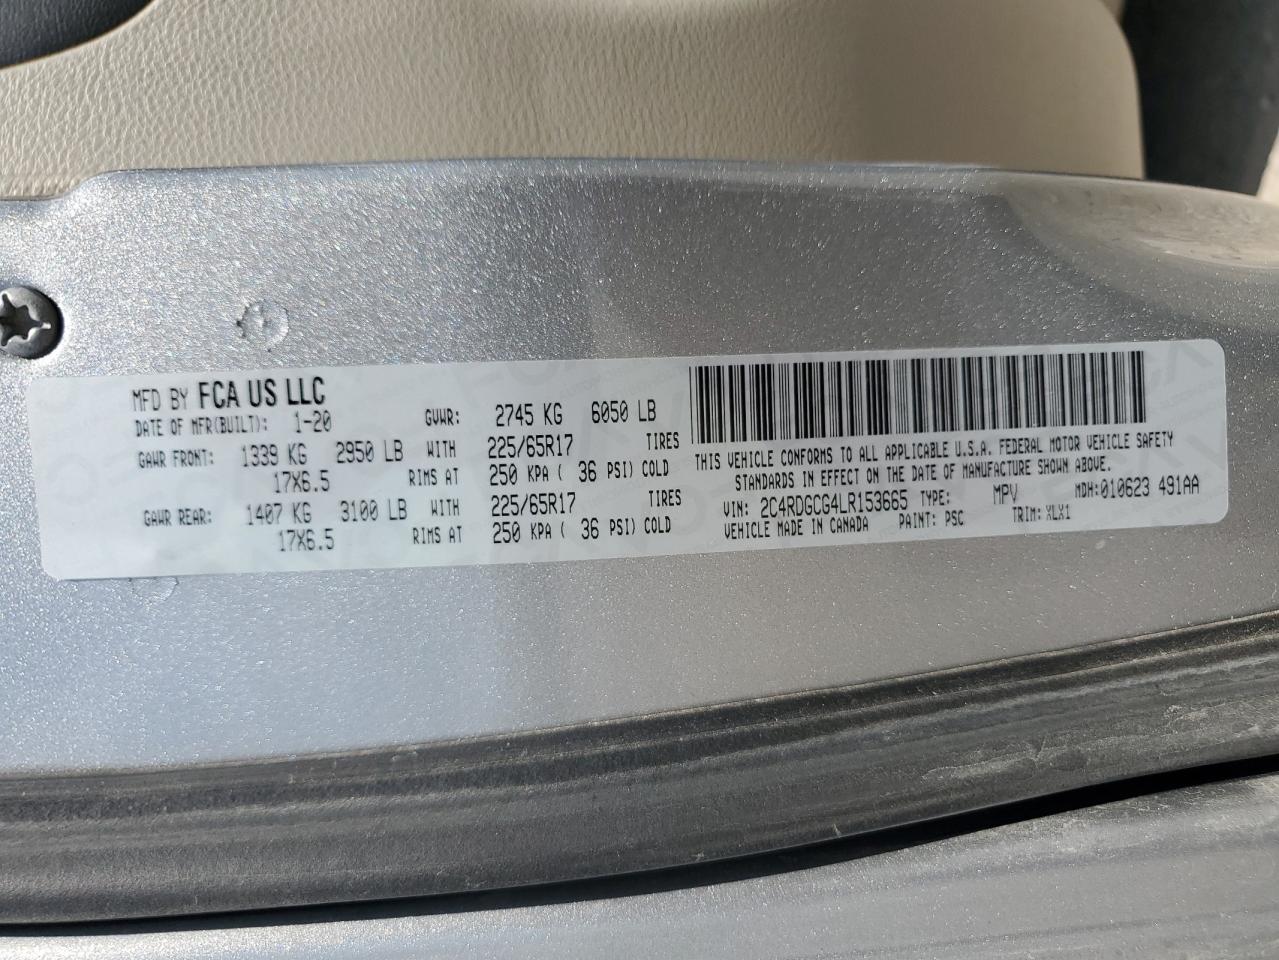 MFD BY FCA US LLC
DATE OF MFR(BUILT): 1-20 GVWR: 2745 KG 6050 LB
GAWR FRONT: 1339 KG 2950 LB WITH 225/65R17 TIRES
17X6.5 RIMS AT 250 KPA ( 36 PSI) COLD
GAWR REAR: 1407 KG 3100 LB WITH 225/65R17 TIRES
17X6.5 RIMS AT 250 KPA ( 36 PSI) COLD
THIS VEHICLE CONFORMS TO ALL APPLICABLE U.S.A. FEDERAL MOTOR VEHICLE SAFETY
STANDARDS IN EFFECT ON THE DATE OF MANUFACTURE SHOWN ABOVE.
VIN: 2C4RDGCG4LR153665 TYPE: MPV MDH:010623 491AA
VEHICLE MADE IN CANADA PAINT: PSC TRIM: XLX1